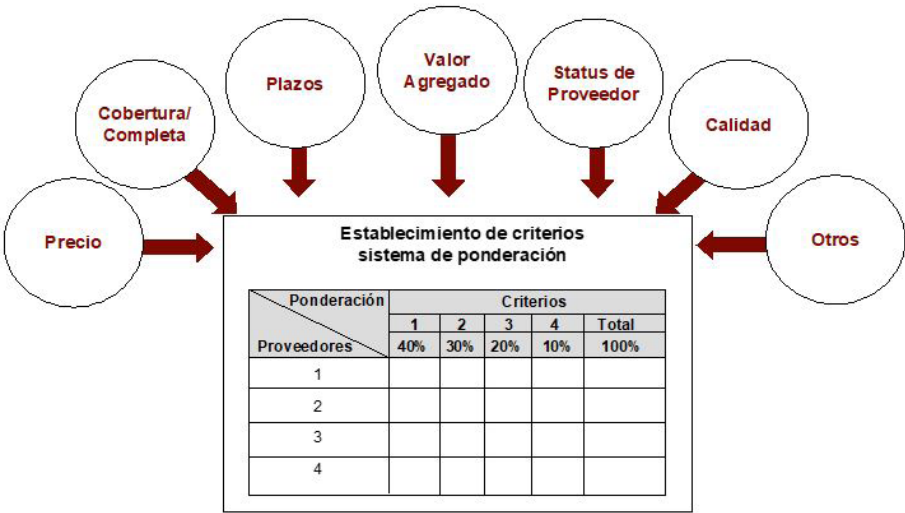 Valor
Agregado
Plazos
Status de
Proveedor
Cobertura/
Completa
Calidad
Precio
Otros
Establecimiento de criterios
sistema de ponderación
Ponderación
Criterios
1 2 3 4 Total
Proveedores 40% 30% 20% 10% 100%
1
2
3
4